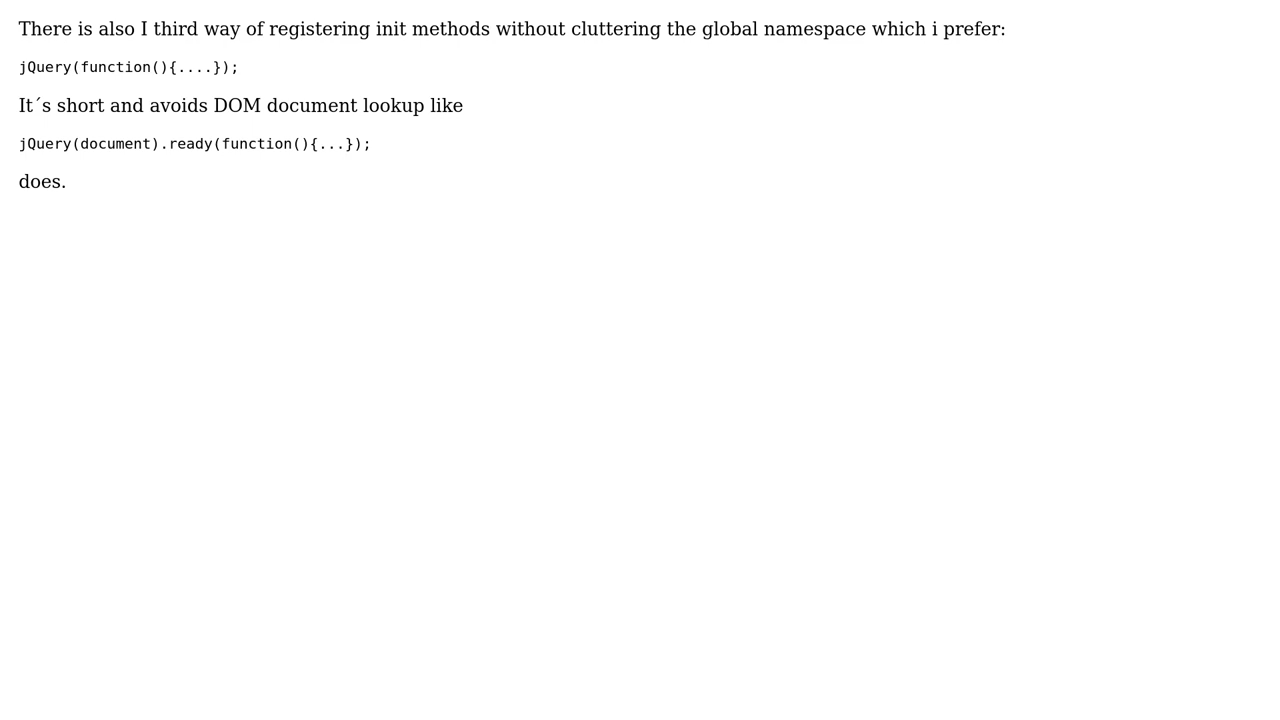 There is also I third way of registering init methods without cluttering the global namespace which i prefer:
jQuery(function(){....});
It´s short and avoids DOM document lookup like
jQuery(document).ready(function(){...});
does.